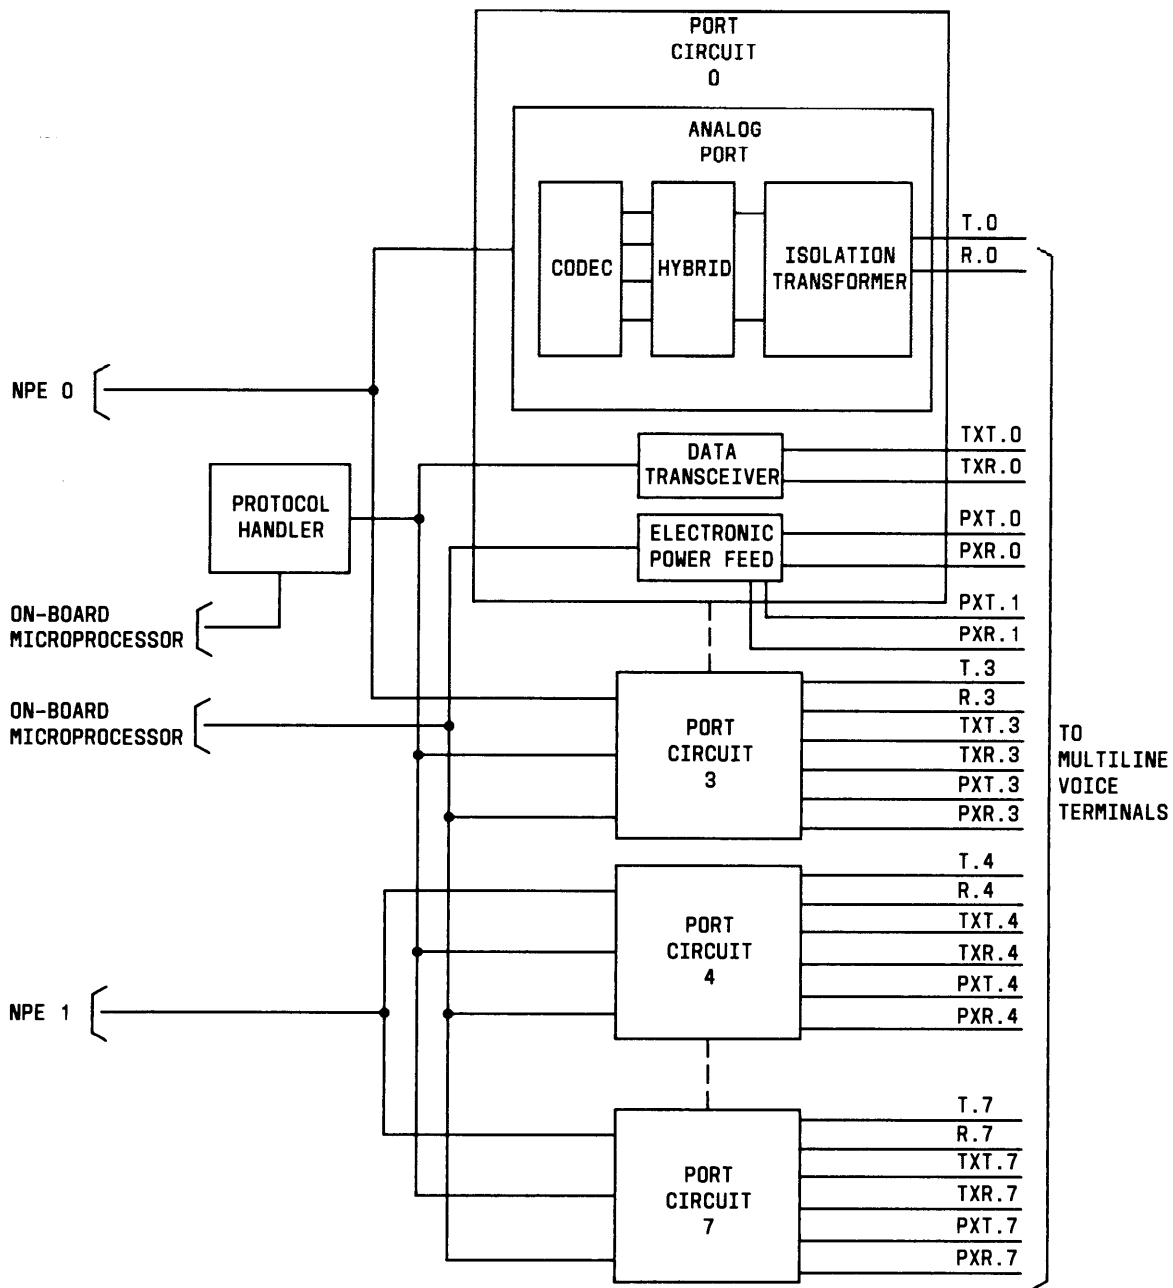 PORT
CIRCUIT
0
ANALOG
PORT
CODEC
HYBRID
ISOLATION
TRANSFORMER
T.0
R.0
NPE 0
DATA
TRANSCEIVER
TXT.0
TXR.0
PROTOCOL
HANDLER
ELECTRONIC
POWER FEED
PXT.0
PXR.0
ON-BOARD
MICROPROCESSOR
PXT.1
PXR.1
ON-BOARD
MICROPROCESSOR
PORT
CIRCUIT
3
T.3
R.3
TXT.3
TXR.3
PXT.3
PXR.3
TO
MULTILINE
VOICE
TERMINALS
PORT
CIRCUIT
4
T.4
R.4
TXT.4
TXR.4
PXT.4
PXR.4
NPE 1
PORT
CIRCUIT
7
T.7
R.7
TXT.7
TXR.7
PXT.7
PXR.7